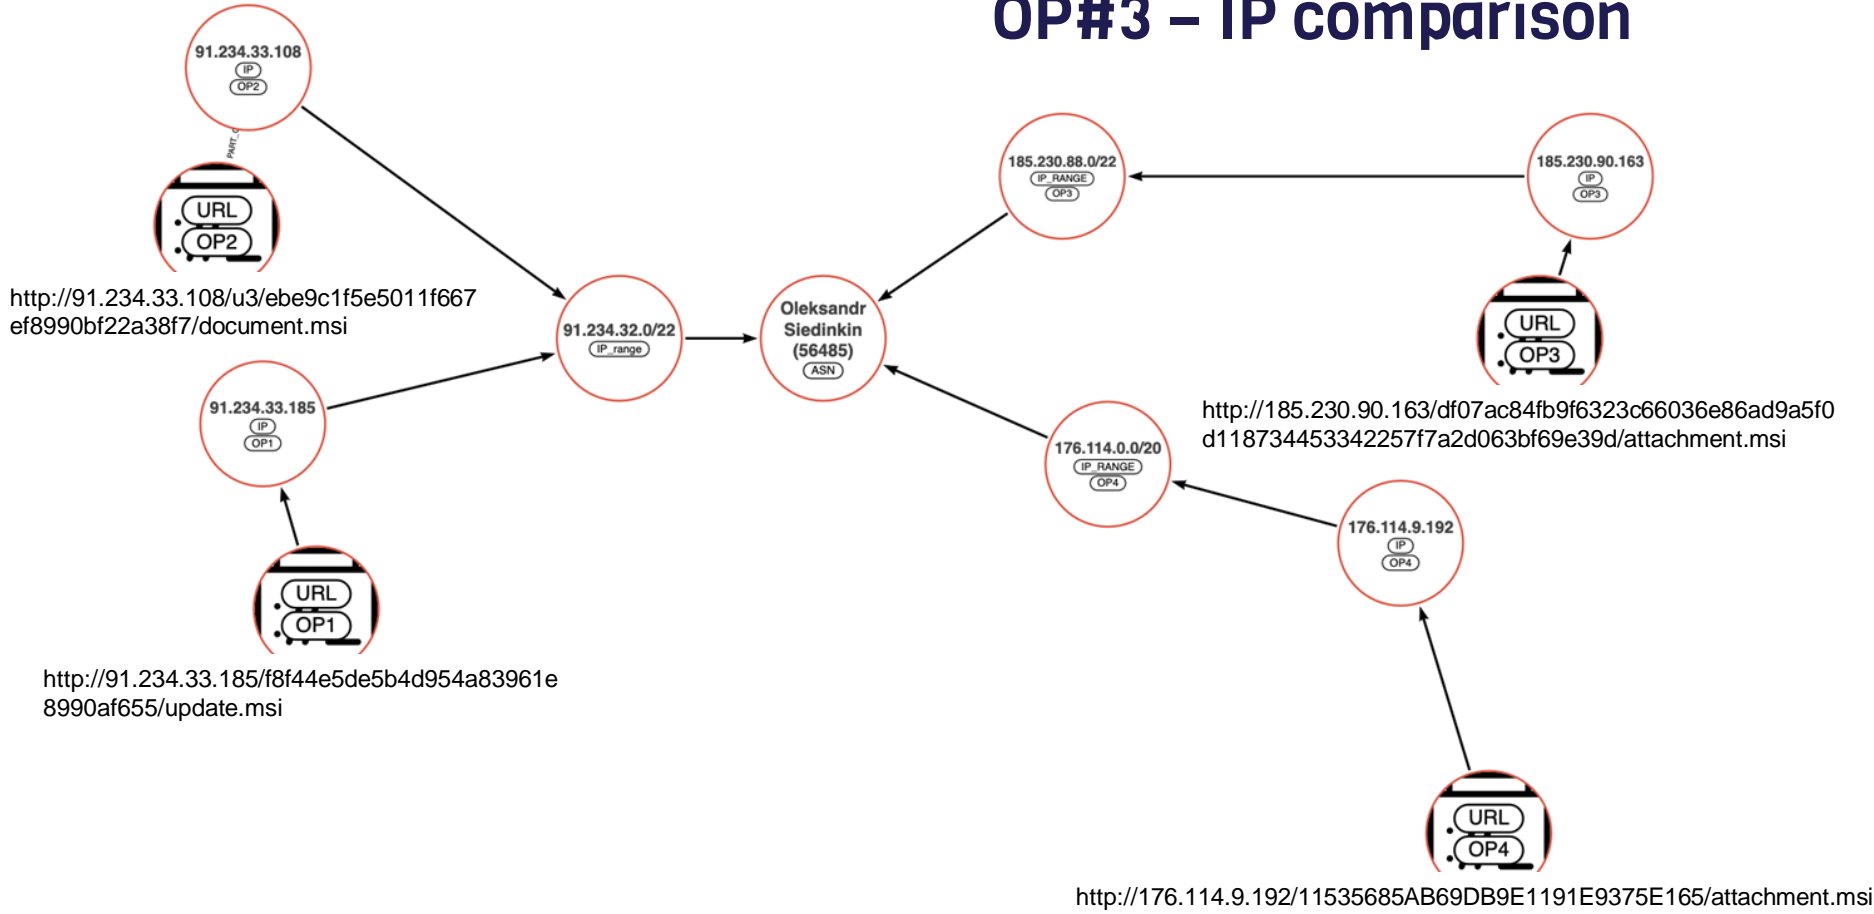 OP#3 – IP comparison
91.234.33.108
IP
OP2
PART_O
URL
OP2
http://91.234.33.108/u3/ebe9c1f5e5011f667
ef8990bf22a38f7/document.msi
91.234.33.185
IP
OP1
URL
OP1
http://91.234.33.185/f8f44e5de5b4d954a83961e
8990af655/update.msi
91.234.32.0/22
IP_range
Oleksandr
Siedinkin
(56485)
ASN
185.230.88.0/22
IP_RANGE
OP3
185.230.90.163
IP
OP3
URL
OP3
http://185.230.90.163/df07ac84fb9f6323c66036e86ad9a5f0
d118734453342257f7a2d063bf69e39d/attachment.msi
176.114.0.0/20
IP_RANGE
OP4
176.114.9.192
IP
OP4
URL
OP4
http://176.114.9.192/11535685AB69DB9E1191E9375E165/attachment.msi